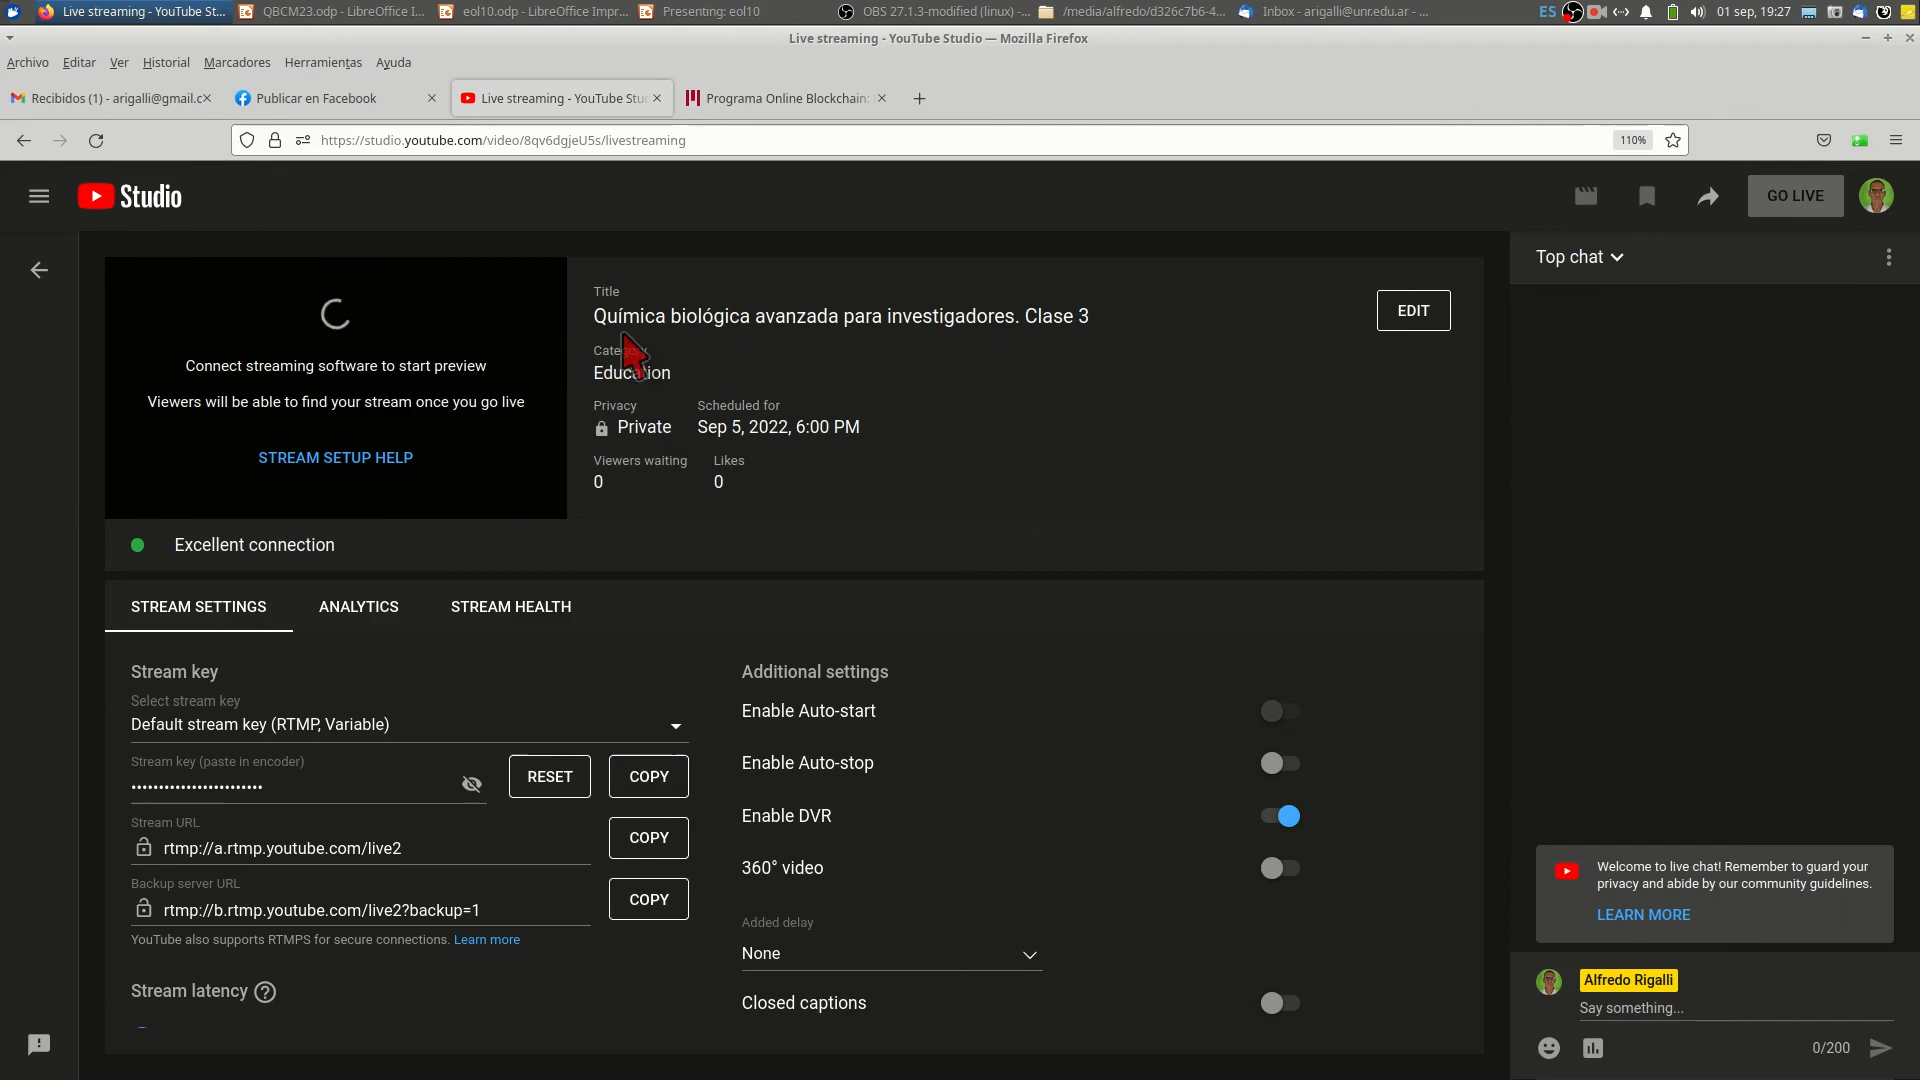 Live streaming - YouTube St...
QBCM23.odp - LibreOffice I...
eol10.odp - LibreOffice Impr...
Presenting: eol10
OBS 27.1.3-modified (linux) -...
/media/alfredo/d326c7b6-4...
Inbox - arigalli@unr.edu.ar - ...
ES
01 sep, 19:27
Live streaming - YouTube Studio — Mozilla Firefox
Archivo Editar Ver Historial Marcadores Herramientas Ayuda
Recibidos (1) - arigalli@gmail.c
Publicar en Facebook
Live streaming - YouTube Stud
Programa Online Blockchain:
https://studio.youtube.com/video/8qv6dgjeU5s/livestreaming
110%
Studio
GO LIVE
Connect streaming software to start preview
Viewers will be able to find your stream once you go live
STREAM SETUP HELP
Title
Química biológica avanzada para investigadores. Clase 3
EDIT
Category
Education
Privacy
Private
Scheduled for
Sep 5, 2022, 6:00 PM
Viewers waiting
0
Likes
0
Excellent connection
STREAM SETTINGS
ANALYTICS
STREAM HEALTH
Stream key
Select stream key
Default stream key (RTMP, Variable)
Stream key (paste in encoder)
••••••••••••••••••••••••
RESET
COPY
Stream URL
rtmp://a.rtmp.youtube.com/live2
COPY
Backup server URL
rtmp://b.rtmp.youtube.com/live2?backup=1
COPY
YouTube also supports RTMPS for secure connections. Learn more
Stream latency
Additional settings
Enable Auto-start
Enable Auto-stop
Enable DVR
360° video
Added delay
None
Closed captions
Top chat
Welcome to live chat! Remember to guard your
privacy and abide by our community guidelines.
LEARN MORE
Alfredo Rigalli
Say something...
0/200